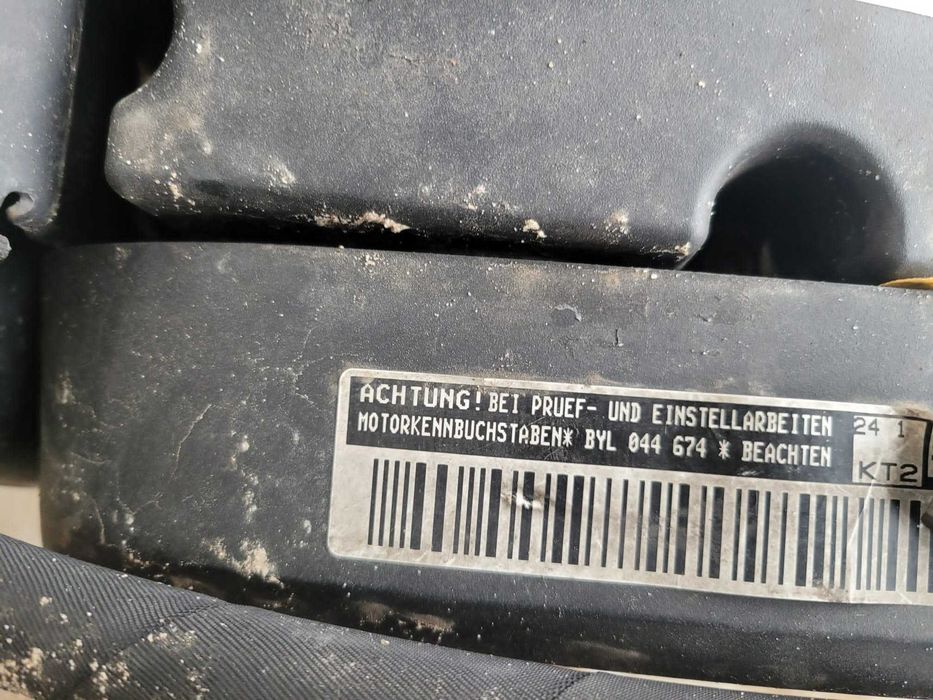 ACHTUNG! BEI PRUEF- UND EINSTELLARBEITEN
MOTORKENNBUCHSTABEN* BYL 044 674 * BEACHTEN
24 1
KT2